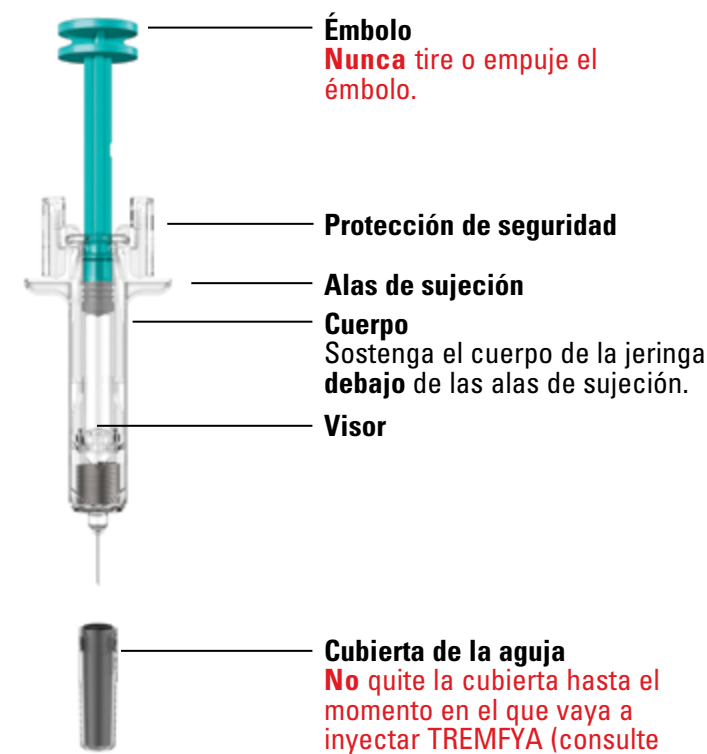 Émbolo
Nunca tire o empuje el
émbolo.
Protección de seguridad
Alas de sujeción
Cuerpo
Sostenga el cuerpo de la jeringa
debajo de las alas de sujeción.
Visor
Cubierta de la aguja
No quite la cubierta hasta el
momento en el que vaya a
inyectar TREMFYA (consulte